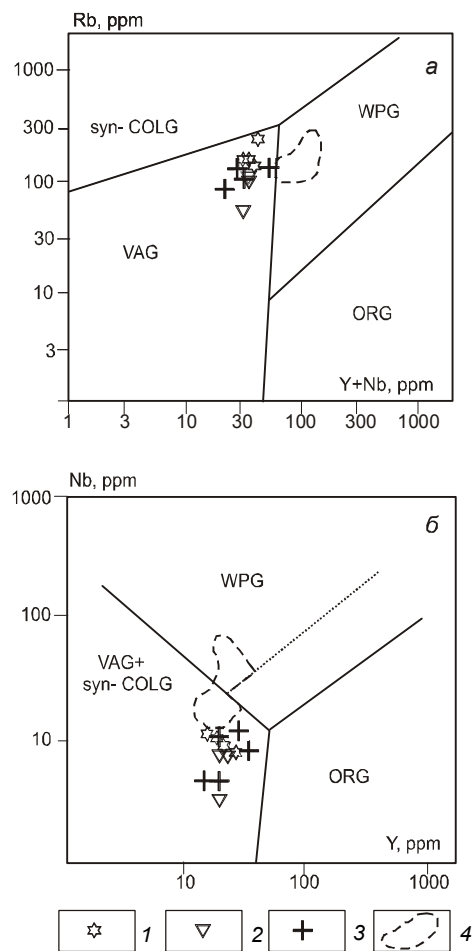 Rb, ppm
1000
300
100
30
10
3
а
syn- COLG
WPG
VAG
ORG
Y+Nb, ppm
1 3 10 30 100 300 1000
Nb, ppm
1000
100
10
б
WPG
VAG+
syn- COLG
ORG
Y, ppm
10 100 1000
1 2 3 4